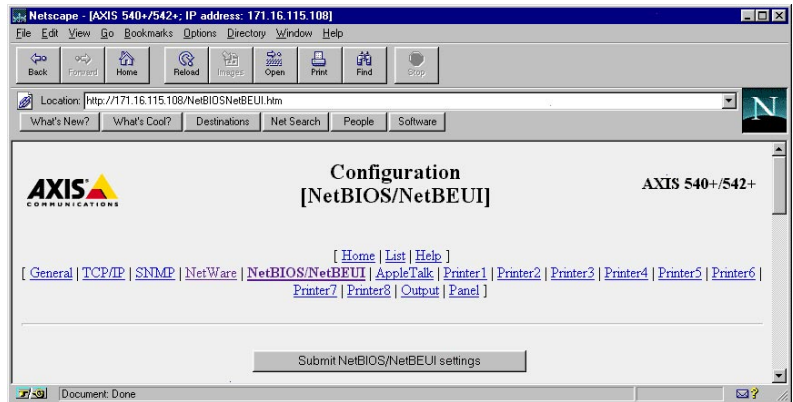 Netscape - [AXIS 540+/542+; IP address: 171.16.115.108]
File Edit View Go Bookmarks Options Directory Window Help
Back Forward Home Reload Images Open Print Find Stop
Location: http://171.16.115.108/NetBIOSNetBEUI.htm
N
What's New? What's Cool? Destinations Net Search People Software
AXIS
COMMUNICATIONS
Configuration
[NetBIOS/NetBEUI]
AXIS 540+/542+
[ Home | List | Help ]
[ General | TCP/IP | SNMP | NetWare | NetBIOS/NetBEUI | AppleTalk | Printer1 | Printer2 | Printer3 | Printer4 | Printer5 | Printer6 |
Printer7 | Printer8 | Output | Panel ]
Submit NetBIOS/NetBEUI settings
Document: Done